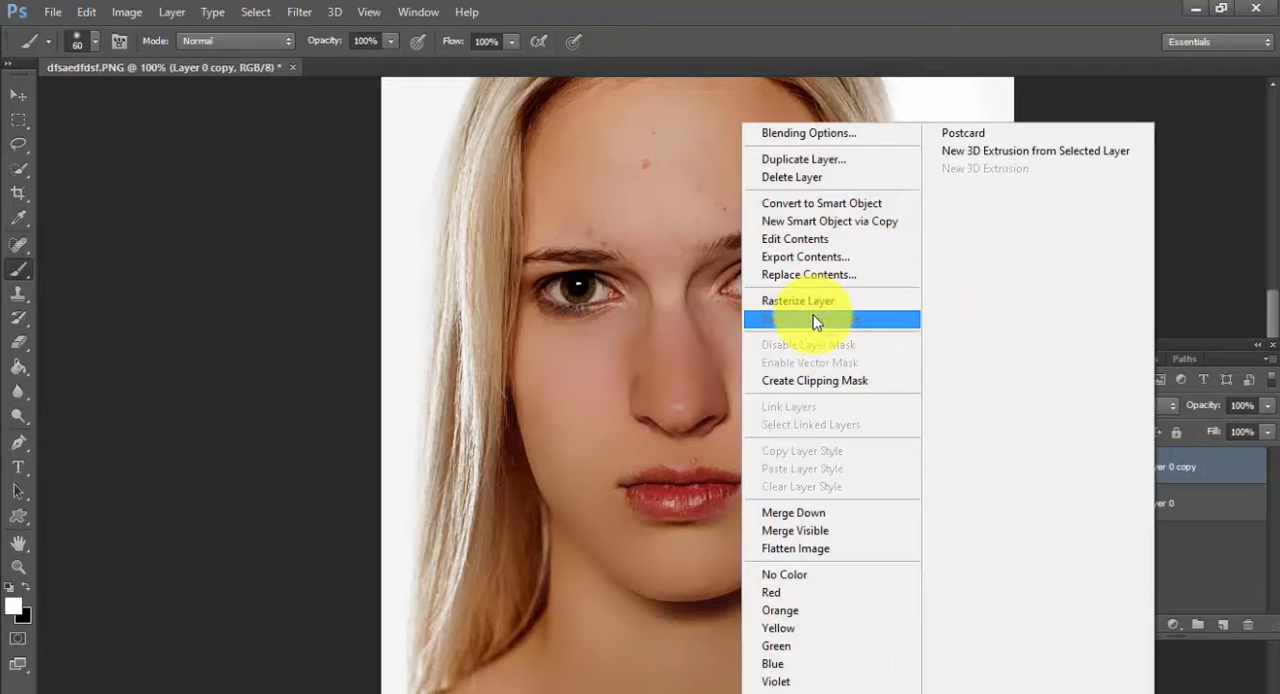 Ps File Edit Image Layer Type Select Filter 3D View Window Help
60 Mode: Normal Opacity: 100% Flow: 100% Essentials
dfsaedfdsf.PNG @ 100% (Layer 0 copy, RGB/8) * ×
Blending Options...
Duplicate Layer...
Delete Layer
Convert to Smart Object
New Smart Object via Copy
Edit Contents
Export Contents...
Replace Contents...
Rasterize Layer
Disable Layer Mask
Enable Vector Mask
Create Clipping Mask
Link Layers
Select Linked Layers
Copy Layer Style
Paste Layer Style
Clear Layer Style
Merge Down
Merge Visible
Flatten Image
No Color
Red
Orange
Yellow
Green
Blue
Violet
Postcard
New 3D Extrusion from Selected Layer
New 3D Extrusion
Paths
T
Opacity: 100%
Fill: 100%
yer 0 copy
yer 0
T